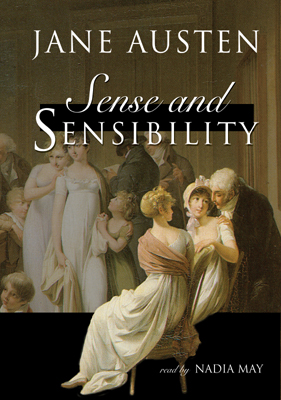 JANE AUSTEN
Sense and
SENSIBILITY
read by NADIA MAY